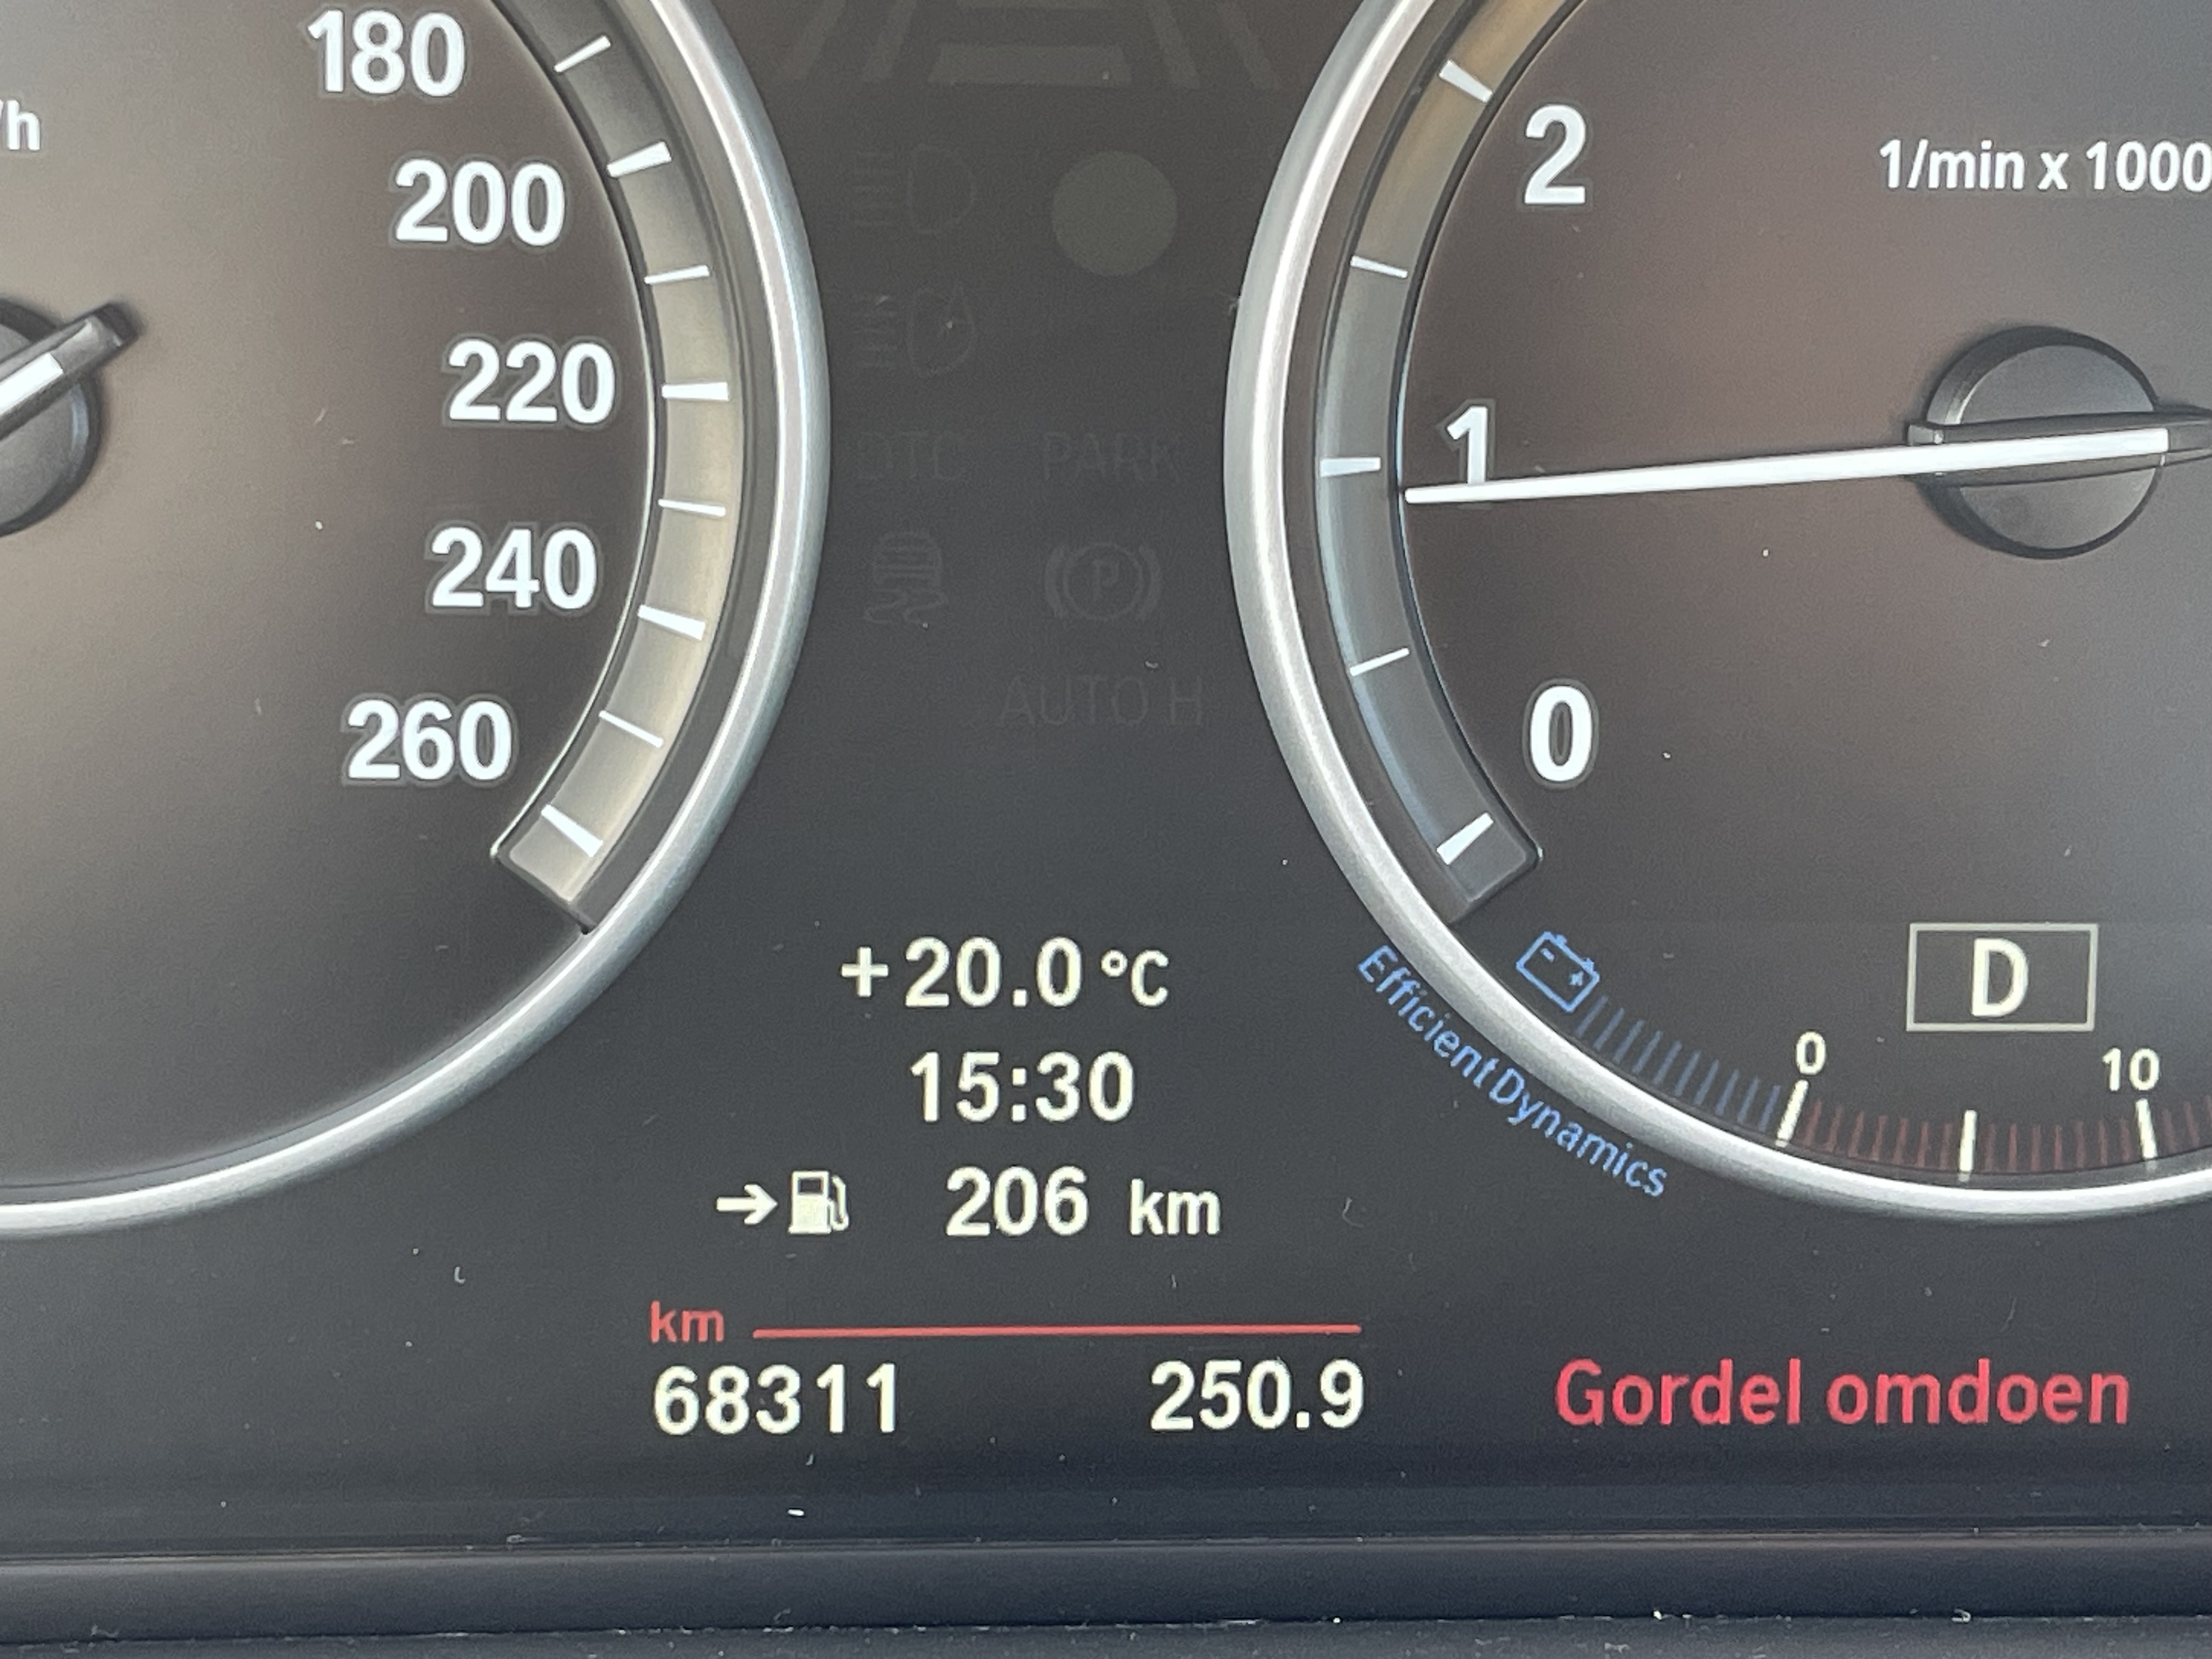 180
/h
200
220
240
260
2
1/min x 1000
1
0
DTC PARK
P
AUTO H
+20.0 °C
15:30
206 km
km
68311 250.9
EfficientDynamics
D
0 10
Gordel omdoen